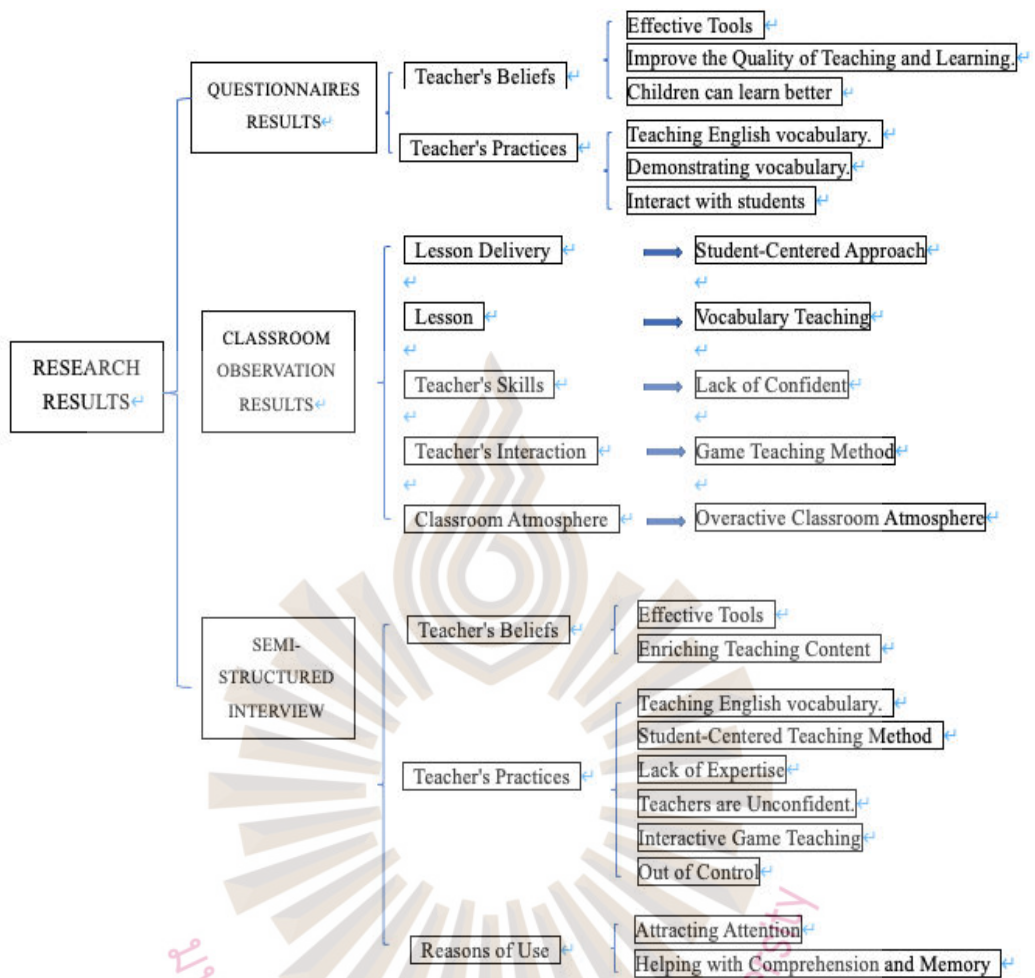 RESEARCH
RESULTS
QUESTIONNAIRES
RESULTS
Teacher's Beliefs
Effective Tools
Improve the Quality of Teaching and Learning.
Children can learn better
Teacher's Practices
Teaching English vocabulary.
Demonstrating vocabulary.
Interact with students
CLASSROOM
OBSERVATION
RESULTS
Lesson Delivery
Student-Centered Approach
Lesson
Vocabulary Teaching
Teacher's Skills
Lack of Confident
Teacher's Interaction
Game Teaching Method
Classroom Atmosphere
Overactive Classroom Atmosphere
SEMI-
STRUCTURED
INTERVIEW
Teacher's Beliefs
Effective Tools
Enriching Teaching Content
Teacher's Practices
Teaching English vocabulary.
Student-Centered Teaching Method
Lack of Expertise
Teachers are Unconfident.
Interactive Game Teaching
Out of Control
Reasons of Use
Attracting Attention
Helping with Comprehension and Memory